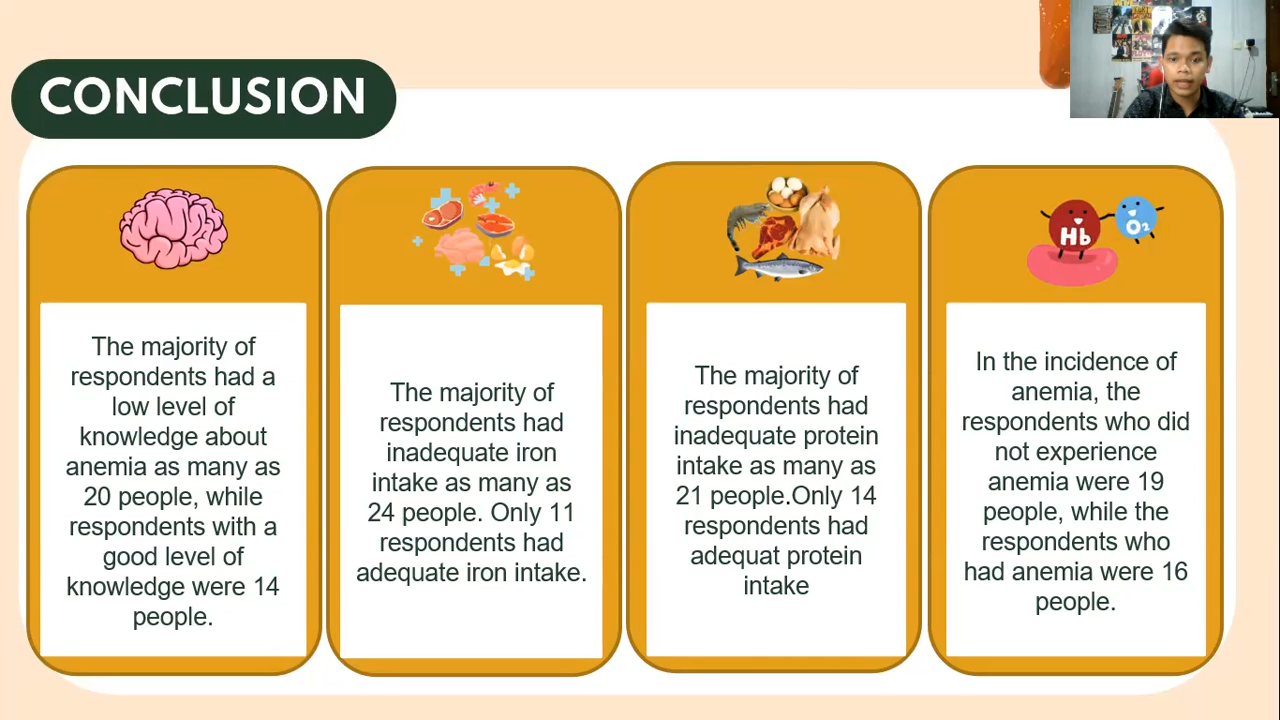 CONCLUSION
The majority of
respondents had a
low level of
knowledge about
anemia as many as
20 people, while
respondents with a
good level of
knowledge were 14
people.
The majority of
respondents had
inadequate iron
intake as many as
24 people. Only 11
respondents had
adequate iron intake.
The majority of
respondents had
inadequate protein
intake as many as
21 people.Only 14
respondents had
adequat protein
intake
Hb
O2
In the incidence of
anemia, the
respondents who did
not experience
anemia were 19
people, while the
respondents who
had anemia were 16
people.